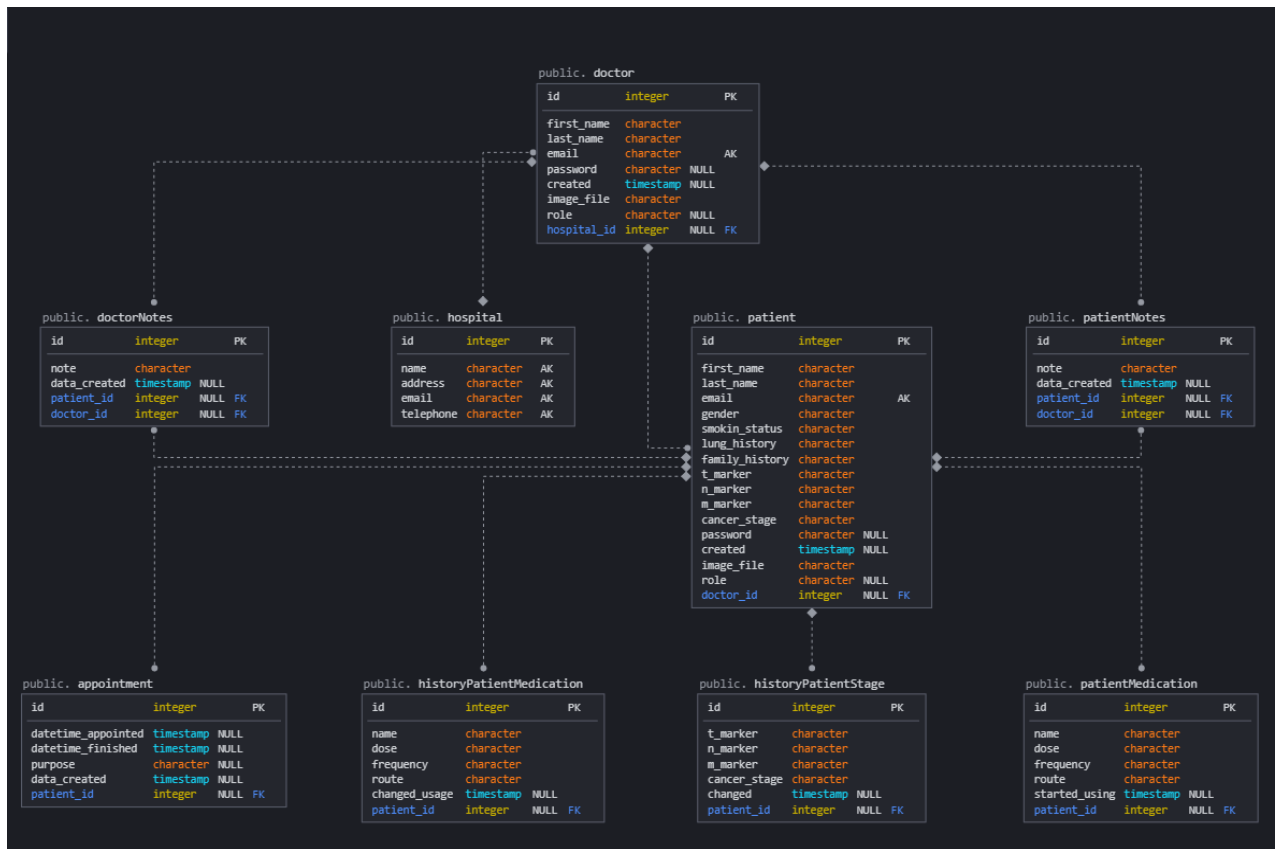 public. doctor
id integer PK
first_name character
last_name character
email character AK
password character NULL
created timestamp NULL
image_file character
role character NULL
hospital_id integer NULL FK
public. doctorNotes
id integer PK
note character
data_created timestamp NULL
patient_id integer NULL FK
doctor_id integer NULL FK
public. hospital
id integer PK
name character AK
address character AK
email character AK
telephone character AK
public. patient
id integer PK
first_name character
last_name character
email character AK
gender character
smokin_status character
lung_history character
family_history character
t_marker character
n_marker character
m_marker character
cancer_stage character
password character NULL
created timestamp NULL
image_file character
role character NULL
doctor_id integer NULL FK
public. patientNotes
id integer PK
note character
data_created timestamp NULL
patient_id integer NULL FK
doctor_id integer NULL FK
public. appointment
id integer PK
datetime_appointed timestamp NULL
datetime_finished timestamp NULL
purpose character NULL
data_created timestamp NULL
patient_id integer NULL FK
public. historyPatientMedication
id integer PK
name character
dose character
frequency character
route character
changed_usage timestamp NULL
patient_id integer NULL FK
public. historyPatientStage
id integer PK
t_marker character
n_marker character
m_marker character
cancer_stage character
changed timestamp NULL
patient_id integer NULL FK
public. patientMedication
id integer PK
name character
dose character
frequency character
route character
started_using timestamp NULL
patient_id integer NULL FK